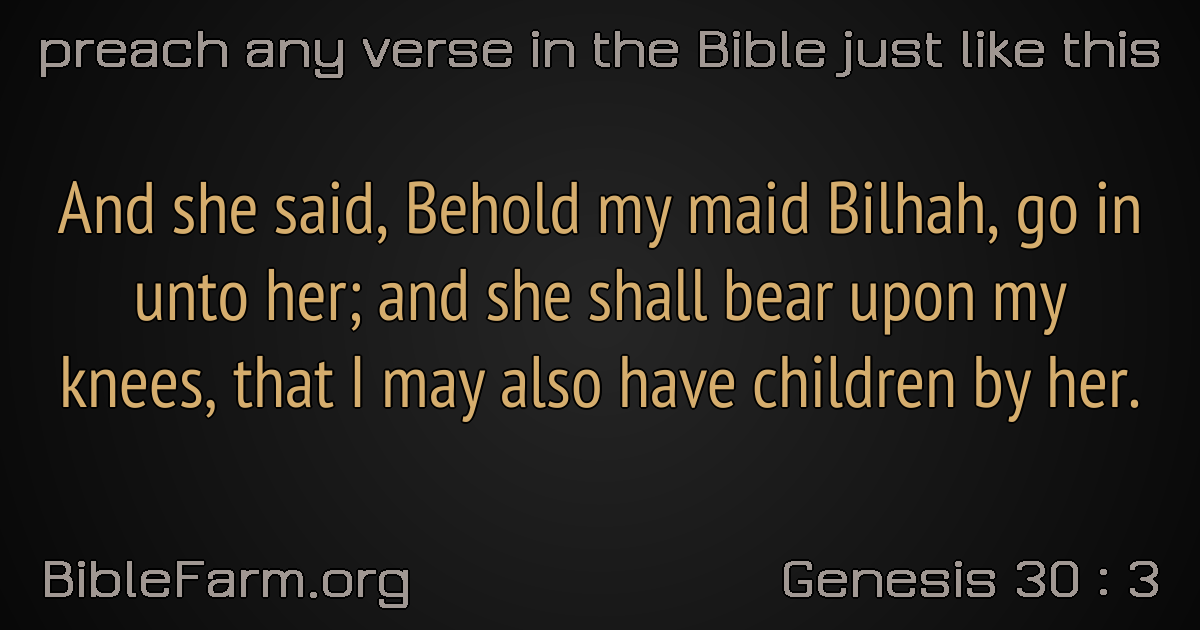 preach any verse in the Bible just like this
And she said, Behold my maid Bilhah, go in
unto her; and she shall bear upon my
knees, that I may also have children by her.
BibleFarm.org
Genesis 30 : 3